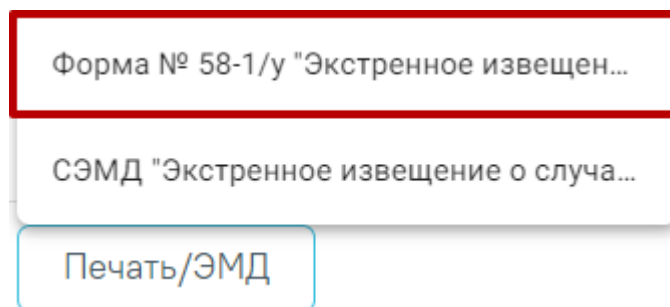 Форма № 58-1/у "Экстренное извещен...
СЭМД "Экстренное извещение о случа...
Печать/ЭМД